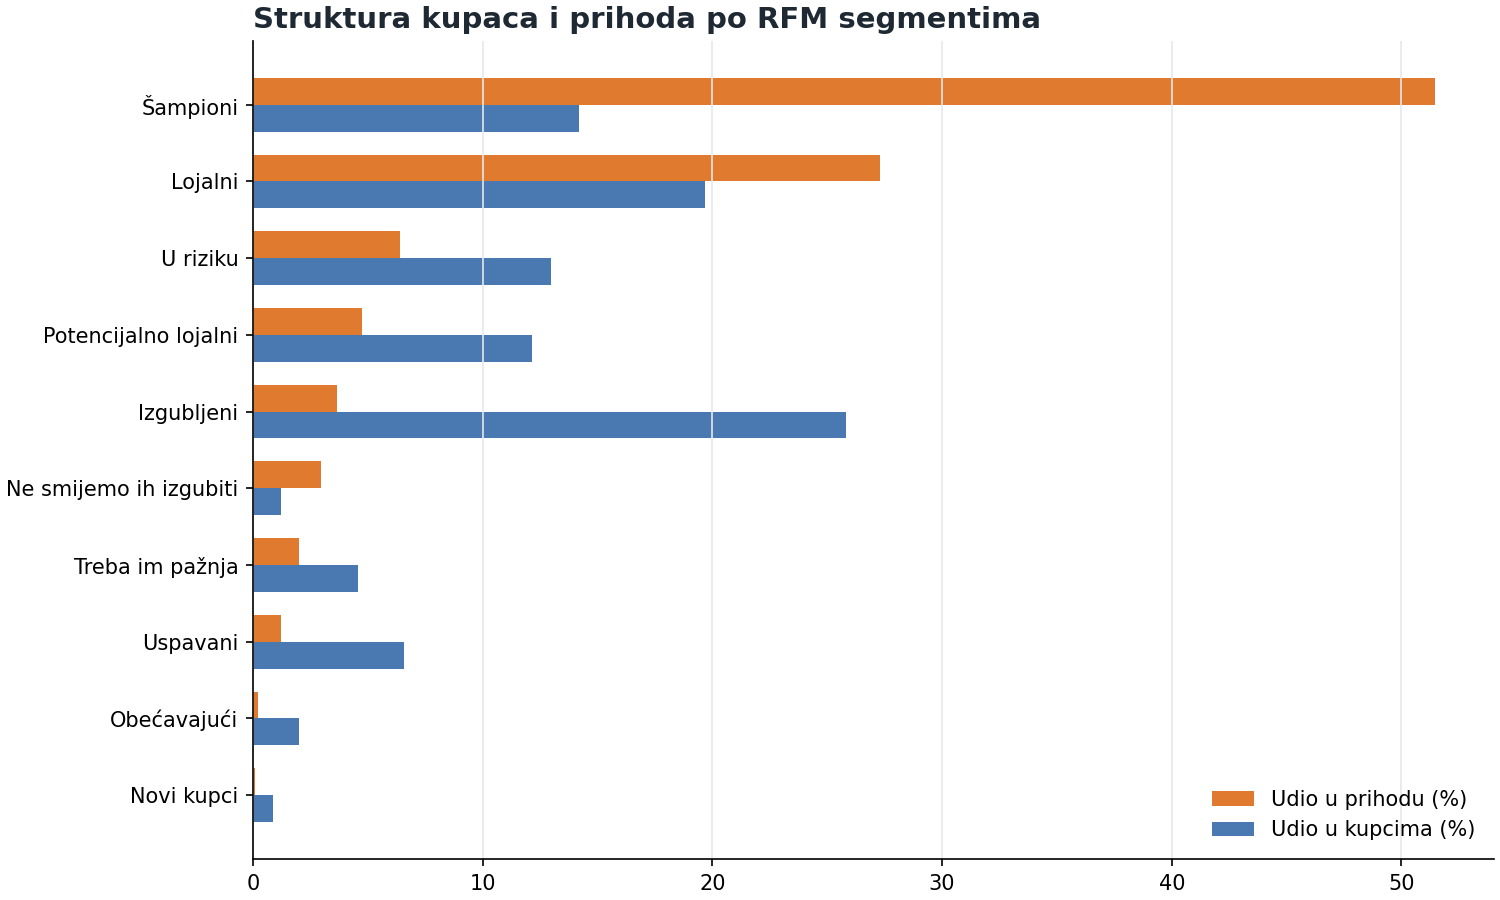 Struktura kupaca i prihoda po RFM segmentima
Šampioni
Lojalni
U riziku
Potencijalno lojalni
Izgubljeni
Ne smijemo ih izgubiti
Treba im pažnja
Uspavani
Obećavajući
Novi kupci
Udio u prihodu (%)
Udio u kupcima (%)
0 10 20 30 40 50